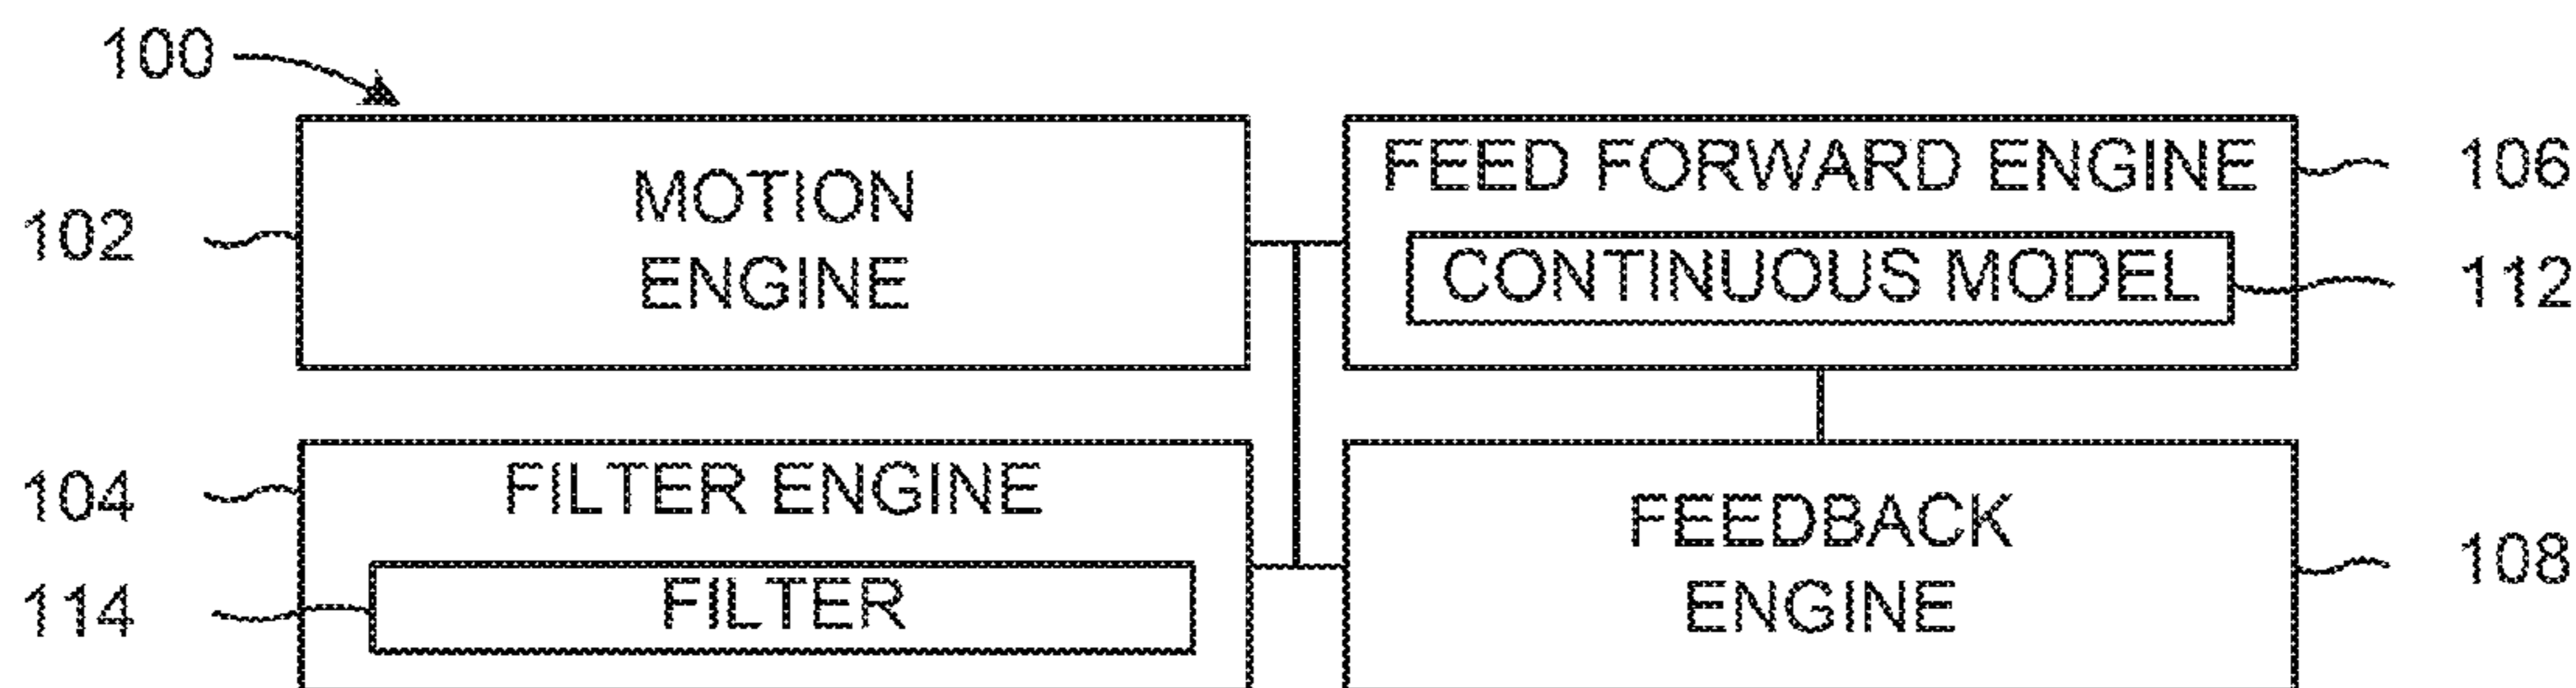 100
102
MOTION
ENGINE
FEED FORWARD ENGINE
106
CONTINUOUS MODEL
112
104
FILTER ENGINE
114
FILTER
FEEDBACK
ENGINE
108